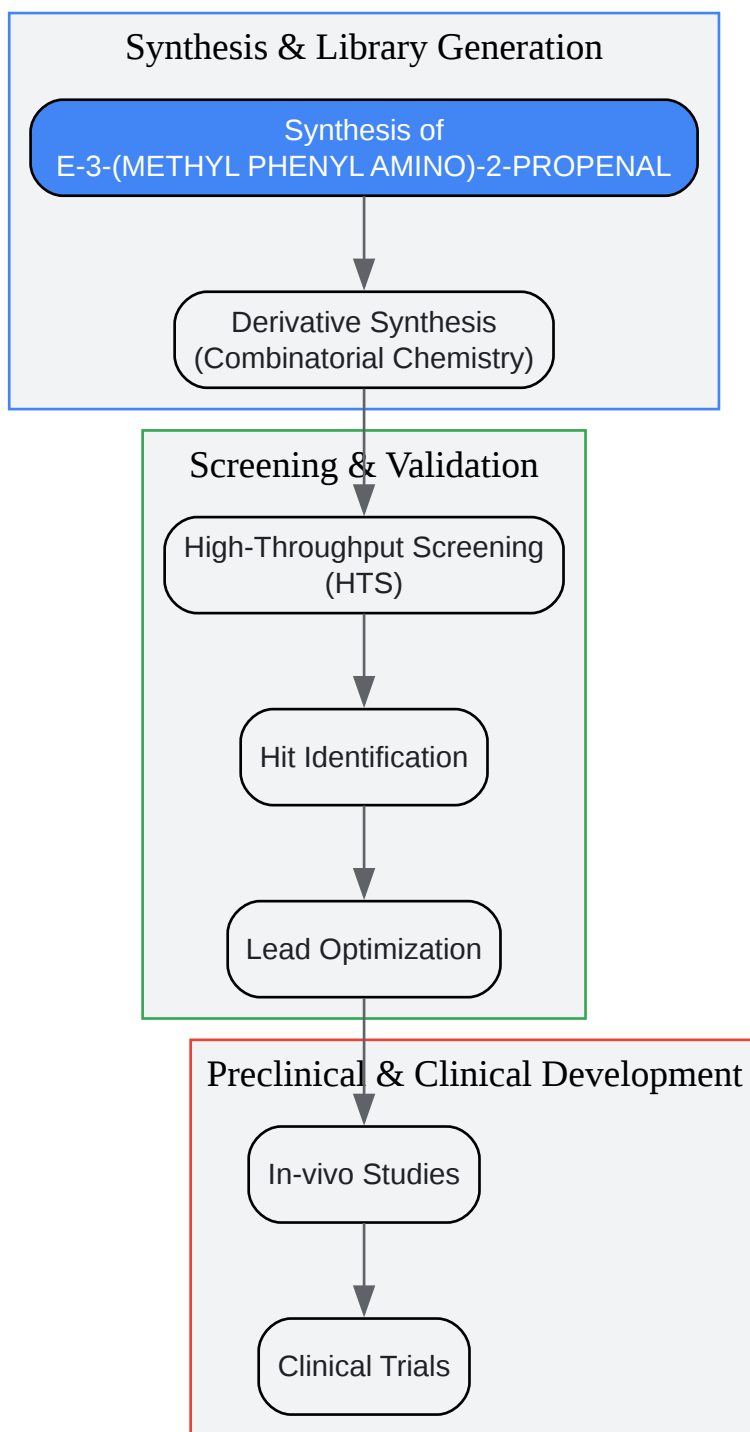 Synthesis & Library Generation
Synthesis of
E-3-(METHYL PHENYL AMINO)-2-PROPENAL
Derivative Synthesis
(Combinatorial Chemistry)
Screening & Validation
High-Throughput Screening
(HTS)
Hit Identification
Lead Optimization
Preclinical & Clinical Development
In-vivo Studies
Clinical Trials